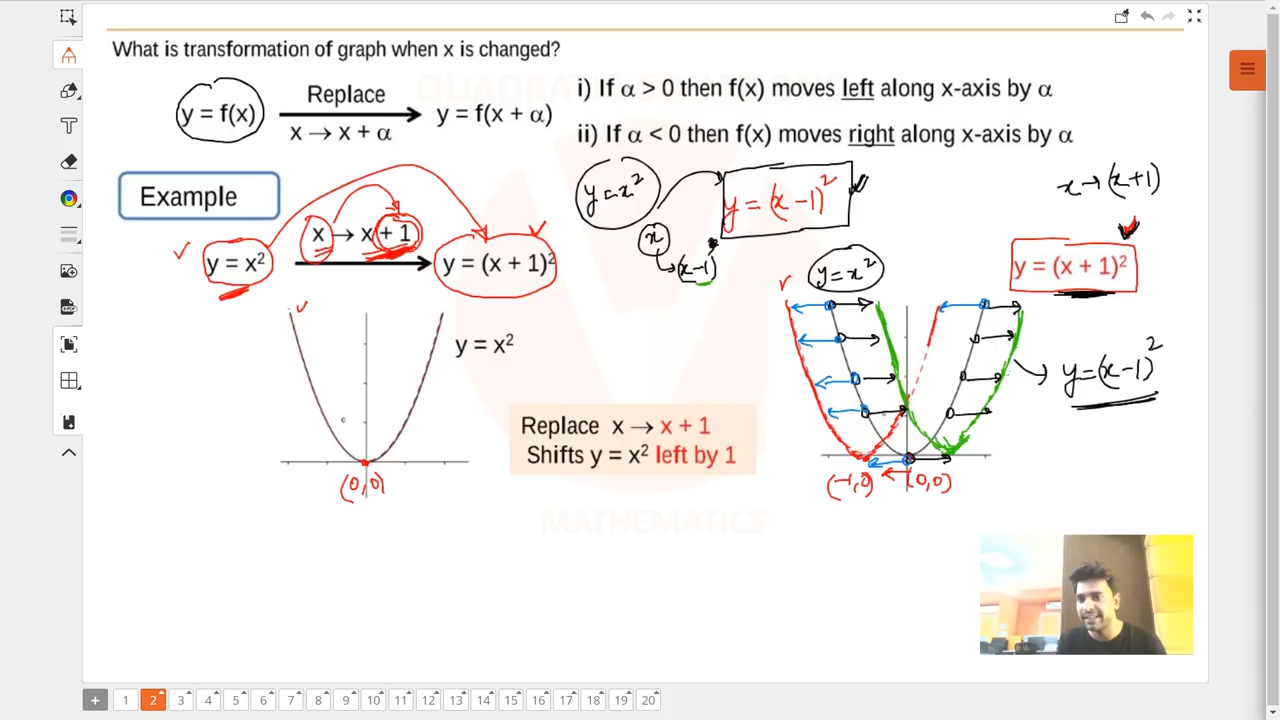 What is transformation of graph when x is changed?
y = f(x)
Replace
x → x + α
y = f(x + α)
i) If α > 0 then f(x) moves left along x-axis by α
ii) If α < 0 then f(x) moves right along x-axis by α
Example
x → x + 1
y = x²
y = (x + 1)²
y = x²
y = (x - 1)²
x
(x - 1)
x → (x + 1)
y = x²
y = (x + 1)²
y = x²
y = (x - 1)²
Replace x → x + 1
Shifts y = x² left by 1
(0,0)
(-1,0)
(0,0)
QUADRATIC EQUATIONS
MATHEMATICS
1 2 3 4 5 6 7 8 9 10 11 12 13 14 15 16 17 18 19 20